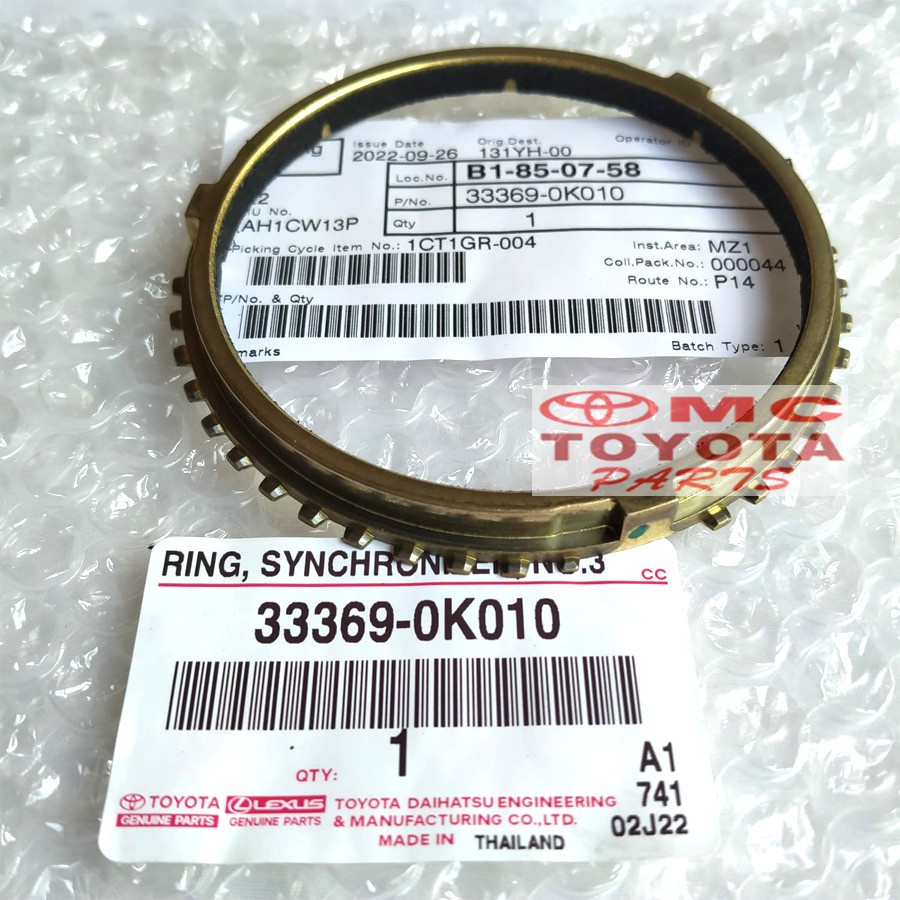 Issue Date Orig.Dest. Operator ID
2022-09-26 131YH-00
Loc.No. B1-85-07-58
P/No. 33369-0K010
Qty 1
AH1CW13P
Picking Cycle Item No.: 1CT1GR-004
Inst.Area: MZ1
Coll.Pack.No.: 000044
Route No.: P14
P/No. & Qty
Batch Type: 1
OMC
TOYOTA
PARTS
RING, SYNCHRONIZER NO.3
CC
33369-0K010
QTY: 1
A1
741
02J22
TOYOTA
GENUINE PARTS
LEXUS
GENUINE PARTS
TOYOTA DAIHATSU ENGINEERING
& MANUFACTURING CO.,LTD.
MADE IN THAILAND